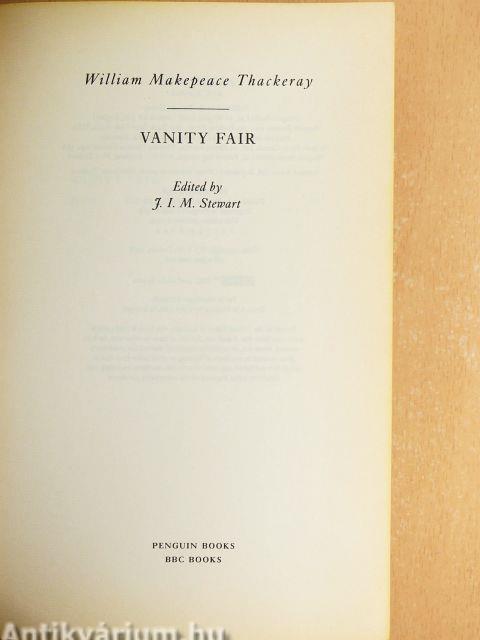 William Makepeace Thackeray
VANITY FAIR
Edited by
J. I. M. Stewart
PENGUIN BOOKS
BBC BOOKS
Antikvárium.hu